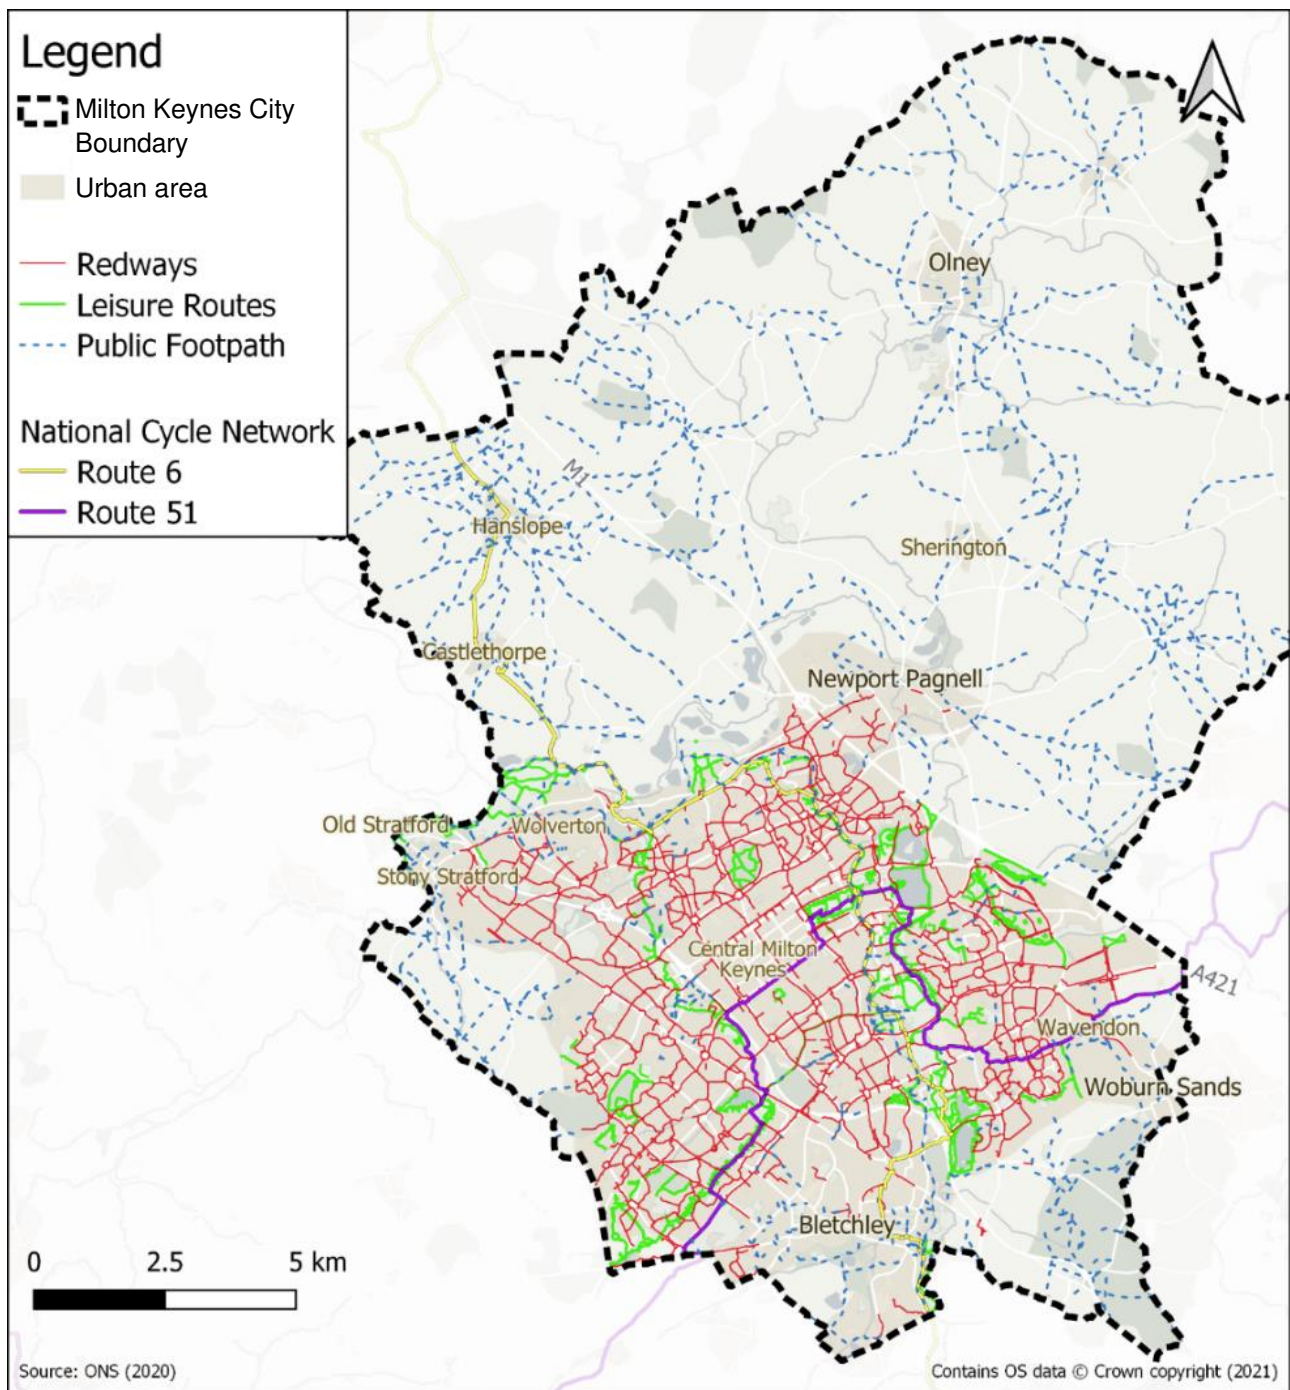 Legend
Milton Keynes City
Boundary
Urban area
Redways
Leisure Routes
Public Footpath
National Cycle Network
Route 6
Route 51
Olney
M1
Hanslope
Sherington
Castlethorpe
Newport Pagnell
Old Stratford
Wolverton
Stony Stratford
Central Milton
Keynes
A421
Wavendon
Woburn Sands
Bletchley
0 2.5 5 km
Source: ONS (2020)
Contains OS data © Crown copyright (2021)